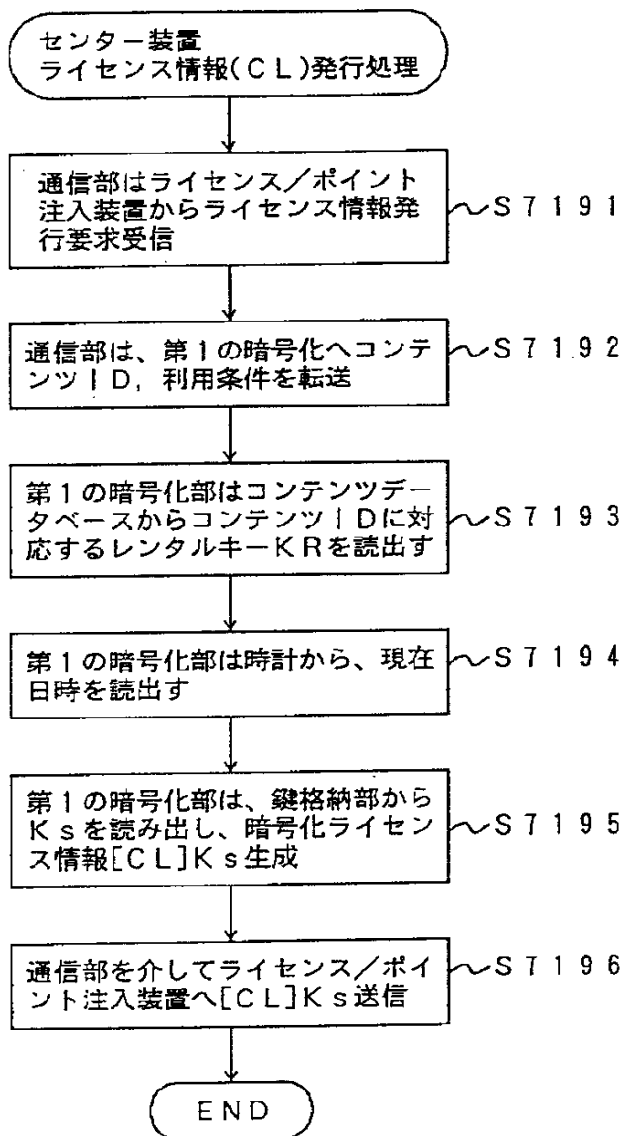 センター装置
ライセンス情報(CL)発行処理
通信部はライセンス/ポイント
注入装置からライセンス情報発
行要求受信
S7191
通信部は、第1の暗号化へコンテ
ンツID,利用条件を転送
S7192
第1の暗号化部はコンテンツデー
タベースからコンテンツIDに対
応するレンタルキーKRを読出す
S7193
第1の暗号化部は時計から、現在
日時を読出す
S7194
第1の暗号化部は、鍵格納部から
Ksを読み出し、暗号化ライセン
ス情報[CL]Ks生成
S7195
通信部を介してライセンス/ポイ
ント注入装置へ[CL]Ks送信
S7196
END